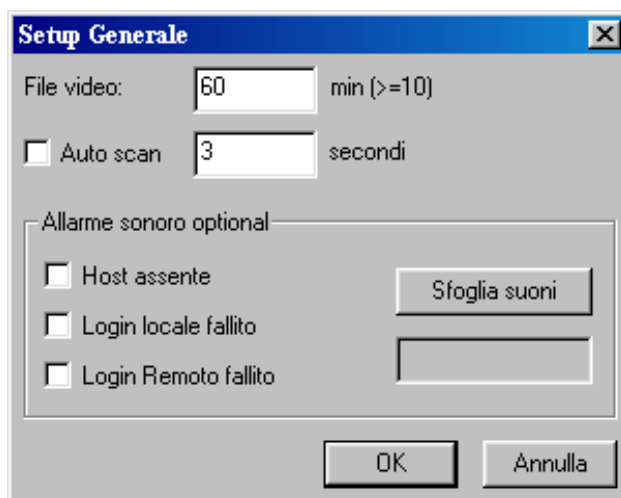 Setup Generale
File video: 60 min (>=10)
Auto scan 3 secondi
Allarme sonoro optional
Host assente
Sfoglia suoni
Login locale fallito
Login Remoto fallito
OK Annulla